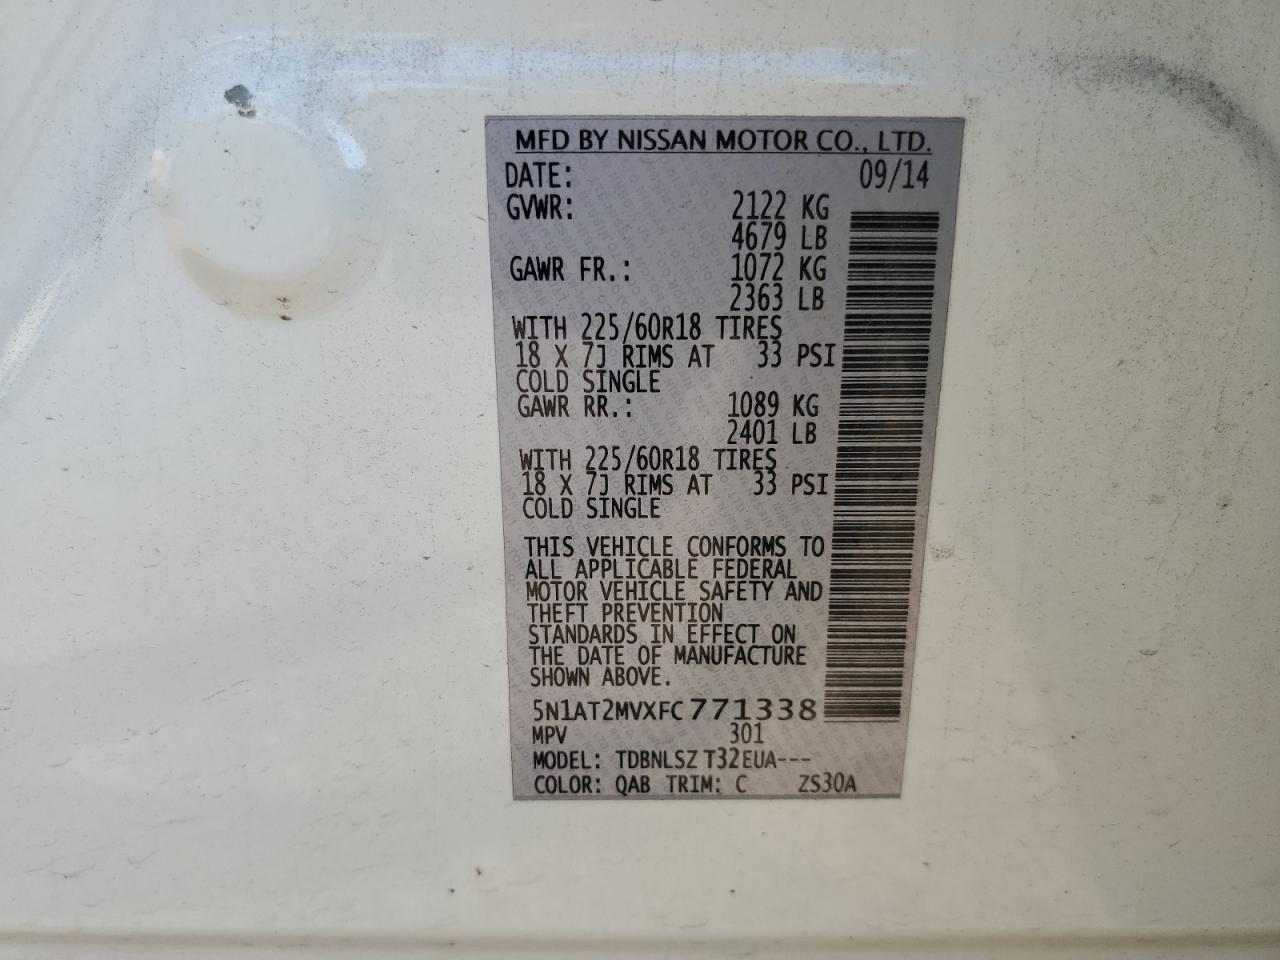 MFD BY NISSAN MOTOR CO., LTD.
DATE: 09/14
GVWR: 2122 KG
4679 LB
GAWR FR.: 1072 KG
2363 LB
WITH 225/60R18 TIRES
18 X 7J RIMS AT 33 PSI
COLD SINGLE
GAWR RR.: 1089 KG
2401 LB
WITH 225/60R18 TIRES
18 X 7J RIMS AT 33 PSI
COLD SINGLE
THIS VEHICLE CONFORMS TO
ALL APPLICABLE FEDERAL
MOTOR VEHICLE SAFETY AND
THEFT PREVENTION
STANDARDS IN EFFECT ON
THE DATE OF MANUFACTURE
SHOWN ABOVE.
5N1AT2MVXFC771338
MPV 301
MODEL: TDBNLSZ T32EUA---
COLOR: QAB TRIM: C ZS30A